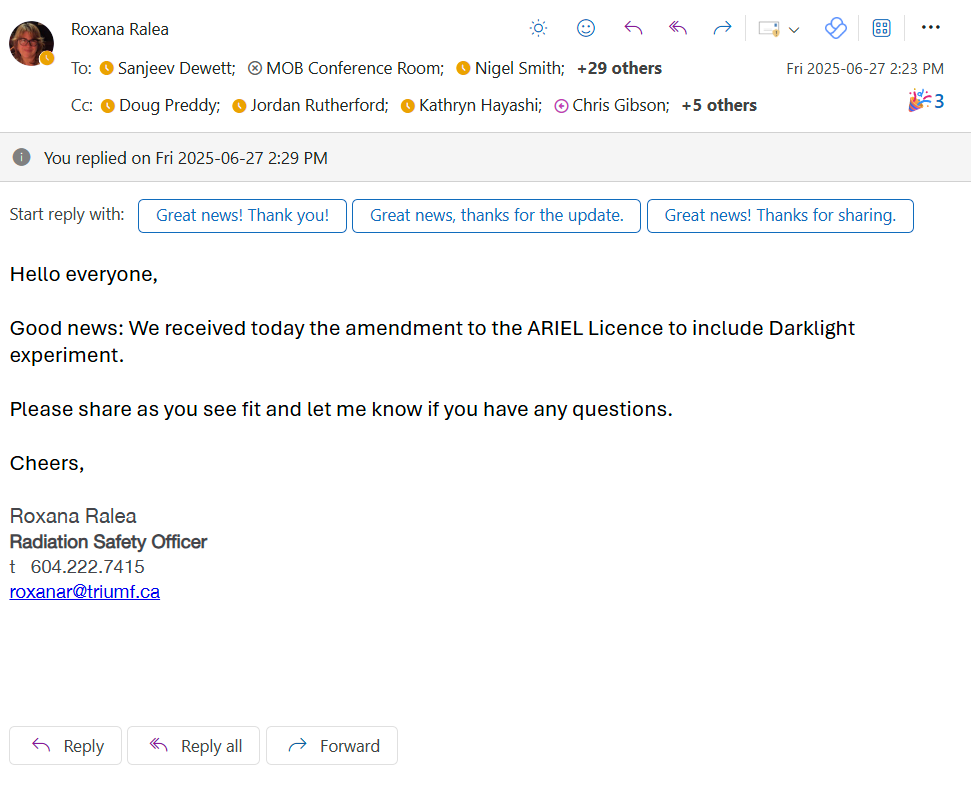 Roxana Ralea
To: Sanjeev Dewett; MOB Conference Room; Nigel Smith; +29 others
Fri 2025-06-27 2:23 PM
Cc: Doug Preddy; Jordan Rutherford; Kathryn Hayashi; Chris Gibson; +5 others
3
You replied on Fri 2025-06-27 2:29 PM
Start reply with: Great news! Thank you! Great news, thanks for the update. Great news! Thanks for sharing.
Hello everyone,
Good news: We received today the amendment to the ARIEL Licence to include Darklight
experiment.
Please share as you see fit and let me know if you have any questions.
Cheers,
Roxana Ralea
Radiation Safety Officer
t 604.222.7415
roxanar@triumf.ca
Reply Reply all Forward